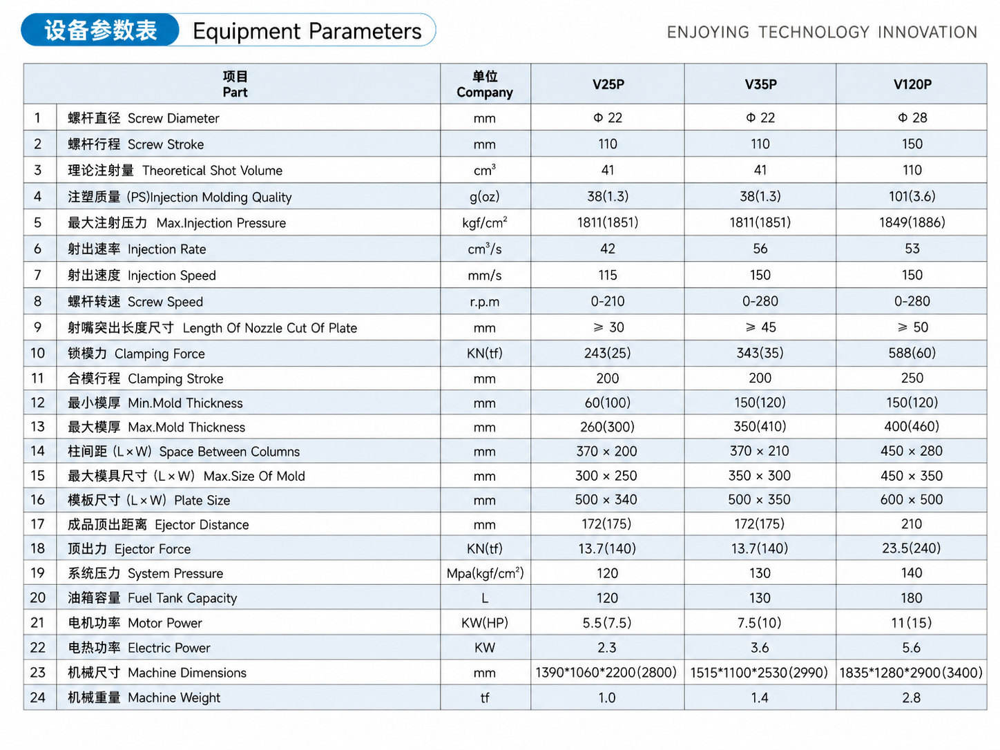 设备参数表 Equipment Parameters
ENJOYING TECHNOLOGY INNOVATION
项目 Part 单位 Company V25P V35P V120P
1 螺杆直径 Screw Diameter mm Φ 22 Φ 22 Φ 28
2 螺杆行程 Screw Stroke mm 110 110 150
3 理论注射量 Theoretical Shot Volume cm³ 41 41 110
4 注塑质量 (PS)Injection Molding Quality g(oz) 38(1.3) 38(1.3) 101(3.6)
5 最大注射压力 Max.Injection Pressure kgf/cm² 1811(1851) 1811(1851) 1849(1886)
6 射出速率 Injection Rate cm³/s 42 56 53
7 射出速度 Injection Speed mm/s 115 150 150
8 螺杆转速 Screw Speed r.p.m 0-210 0-280 0-280
9 射嘴突出长度尺寸 Length Of Nozzle Cut Of Plate mm ⩾ 30 ⩾ 45 ⩾ 50
10 锁模力 Clamping Force KN(tf) 243(25) 343(35) 588(60)
11 合模行程 Clamping Stroke mm 200 200 250
12 最小模厚 Min.Mold Thickness mm 60(100) 150(120) 150(120)
13 最大模厚 Max.Mold Thickness mm 260(300) 350(410) 400(460)
14 柱间距 (L×W) Space Between Columns mm 370 × 200 370 × 210 450 × 280
15 最大模具尺寸 (L×W) Max.Size Of Mold mm 300 × 250 350 × 300 450 × 350
16 模板尺寸 (L×W) Plate Size mm 500 × 340 500 × 350 600 × 500
17 成品顶出距离 Ejector Distance mm 172(175) 172(175) 210
18 顶出力 Ejector Force KN(tf) 13.7(140) 13.7(140) 23.5(240)
19 系统压力 System Pressure Mpa(kgf/cm²) 120 130 140
20 油箱容量 Fuel Tank Capacity L 120 130 180
21 电机功率 Motor Power KW(HP) 5.5(7.5) 7.5(10) 11(15)
22 电热功率 Electric Power KW 2.3 3.6 5.6
23 机械尺寸 Machine Dimensions mm 1390*1060*2200(2800) 1515*1100*2530(2990) 1835*1280*2900(3400)
24 机械重量 Machine Weight tf 1.0 1.4 2.8